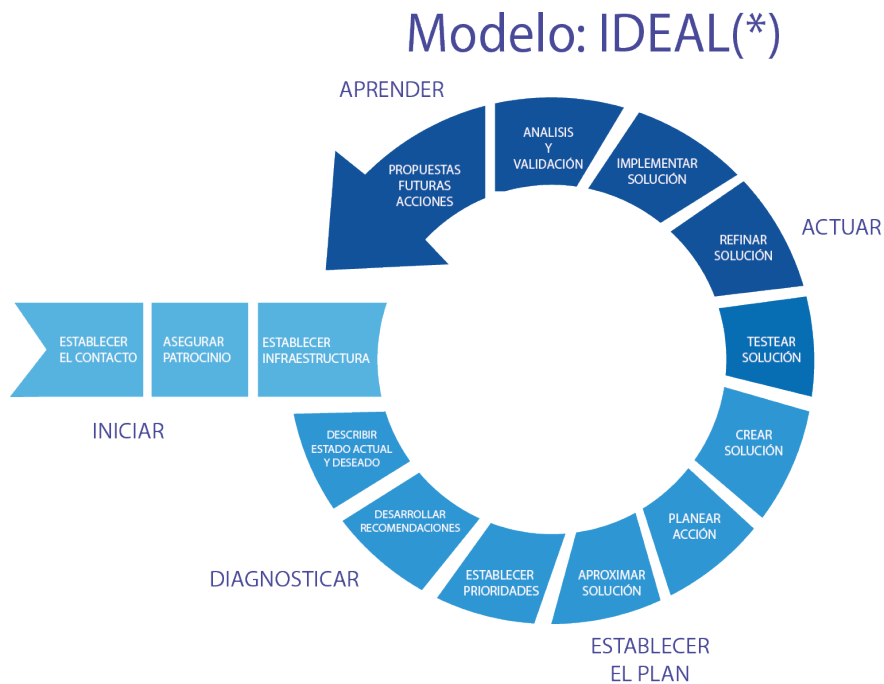 Modelo: IDEAL(*)
APRENDER
PROPUESTAS
FUTURAS
ACCIONES
ANALISIS
Y
VALIDACIÓN
IMPLEMENTAR
SOLUCIÓN
REFINAR
SOLUCIÓN
ACTUAR
TESTEAR
SOLUCIÓN
CREAR
SOLUCIÓN
PLANEAR
ACCIÓN
APROXIMAR
SOLUCIÓN
ESTABLECER
PRIORIDADES
ESTABLECER
EL PLAN
DESARROLLAR
RECOMENDACIONES
DESCRIBIR
ESTADO ACTUAL
Y DESEADO
DIAGNOSTICAR
ESTABLECER
EL CONTACTO
ASEGURAR
PATROCINIO
ESTABLECER
INFRAESTRUCTURA
INICIAR